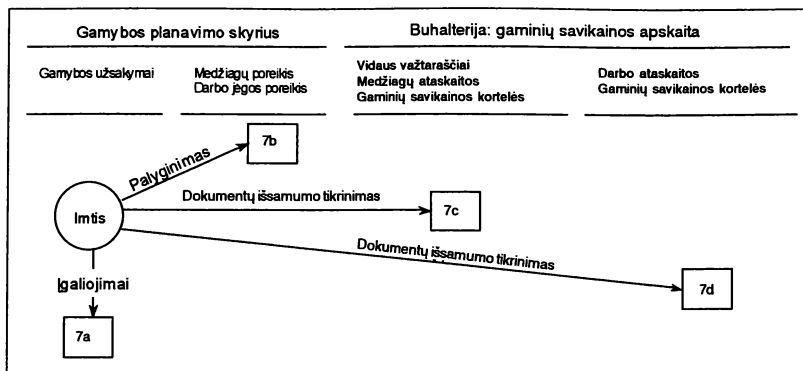 Gamybos planavimo skyrius
Buhalterija: gaminių savikainos apskaita
Gamybos užsakymai
Medžiagų poreikis
Darbo jėgos poreikis
Vidaus važtaraščiai
Medžiagų ataskaitos
Gaminių savikainos kortelės
Darbo ataskaitos
Gaminių savikainos kortelės
Palyginimas
7b
Dokumentų išsamumo tikrinimas
7c
Imtis
Dokumentų išsamumo tikrinimas
7d
Įgaliojimai
7a